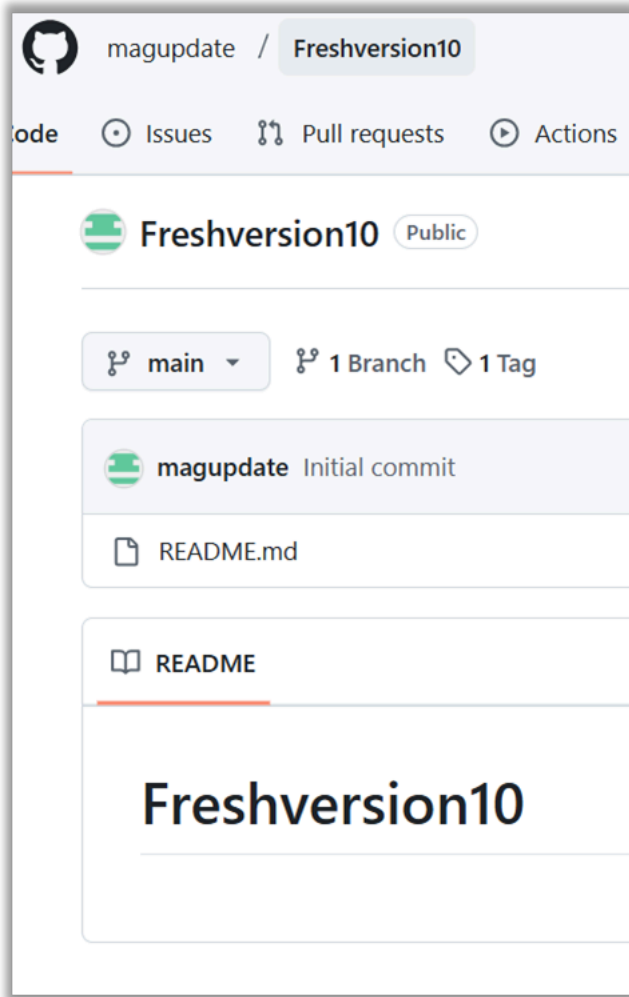 magupdate / Freshversion10
ode Issues Pull requests Actions
Freshversion10 Public
main 1 Branch 1 Tag
magupdate Initial commit
README.md
README
Freshversion10